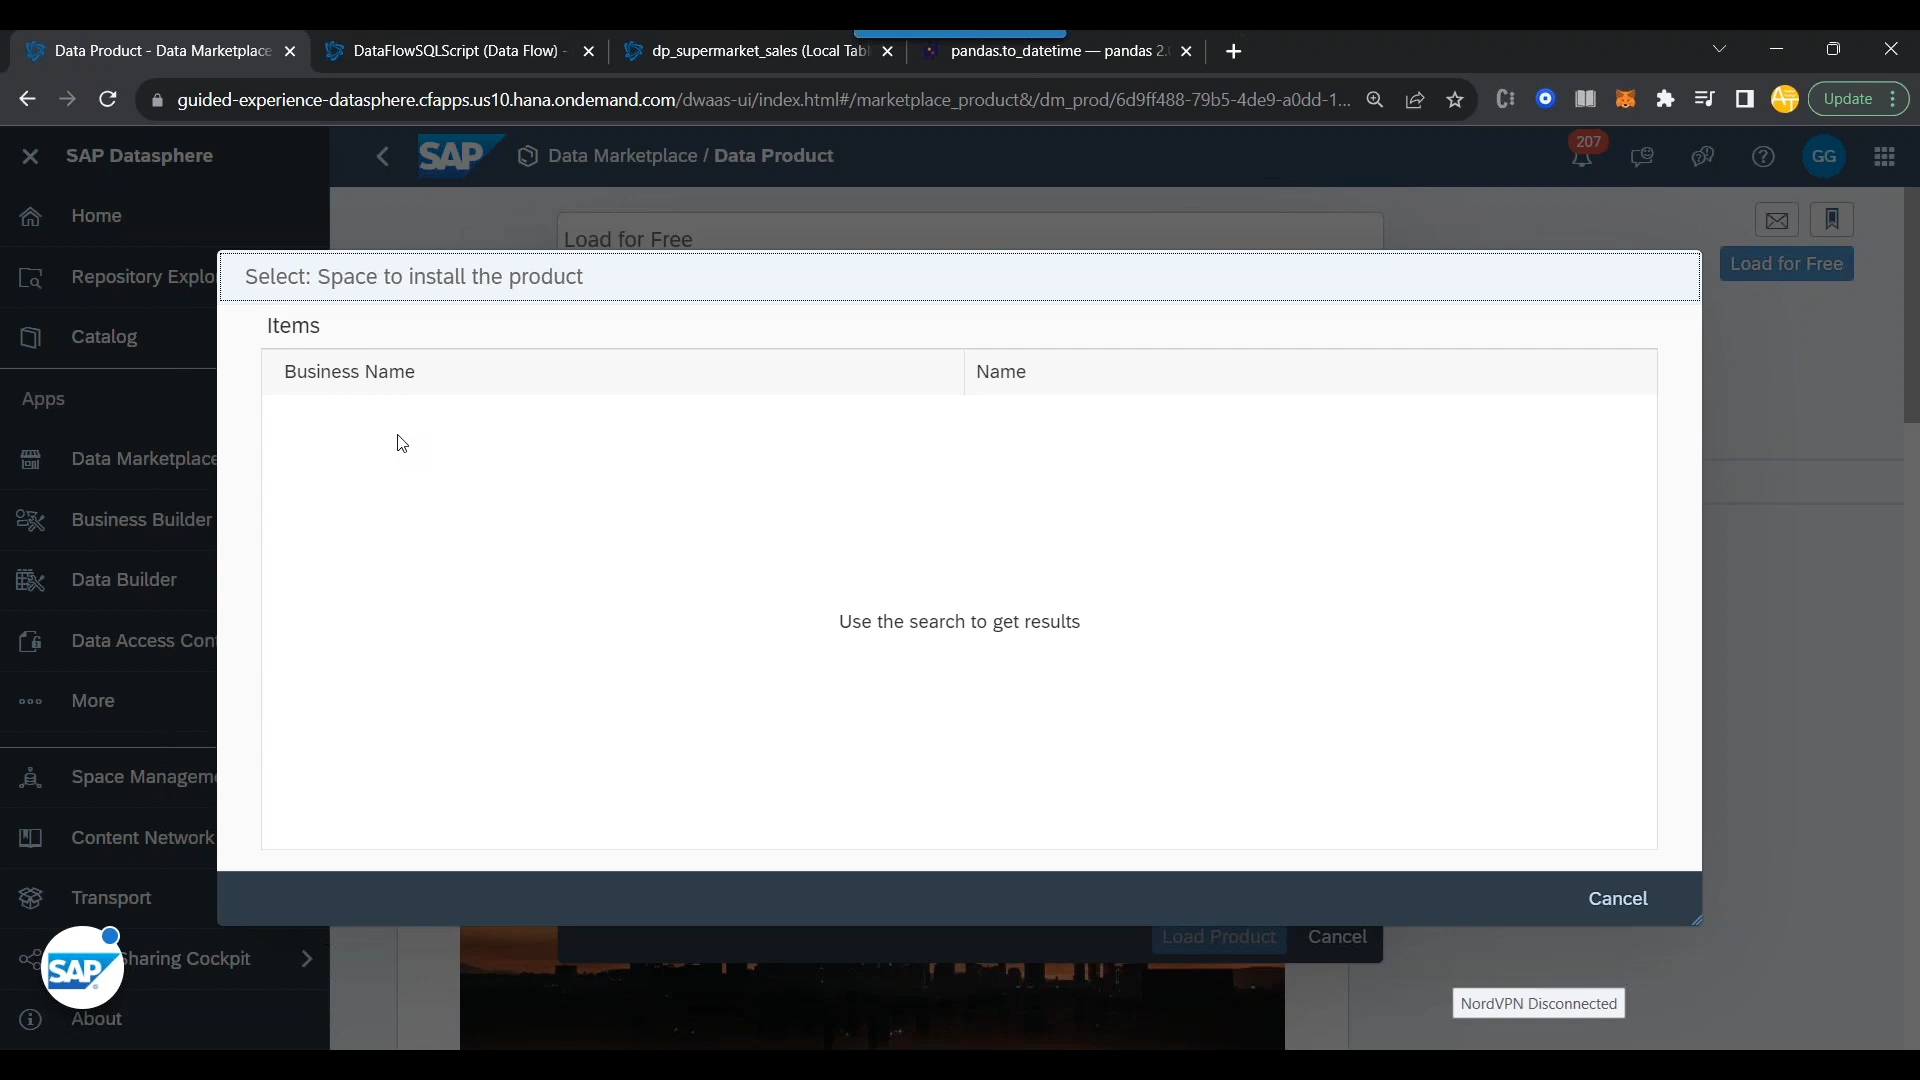 Data Product - Data Marketplace
DataFlowSQLScript (Data Flow) -
dp_supermarket_sales (Local Tabl
pandas.to_datetime — pandas 2.
guided-experience-datasphere.cfapps.us10.hana.ondemand.com/dwaas-ui/index.html#/marketplace_product&/dm_prod/6d9ff488-79b5-4de9-a0dd-1...
Update
SAP Datasphere
SAP
Data Marketplace / Data Product
207
GG
Home
Load for Free
Load for Free
Repository Explo
Select: Space to install the product
Items
Catalog
Business Name
Name
Apps
Data Marketplace
Business Builder
Data Builder
Use the search to get results
Data Access Con
More
Space Manageme
Content Network
Transport
Cancel
Load Product
Cancel
SAP
Sharing Cockpit
NordVPN Disconnected
About